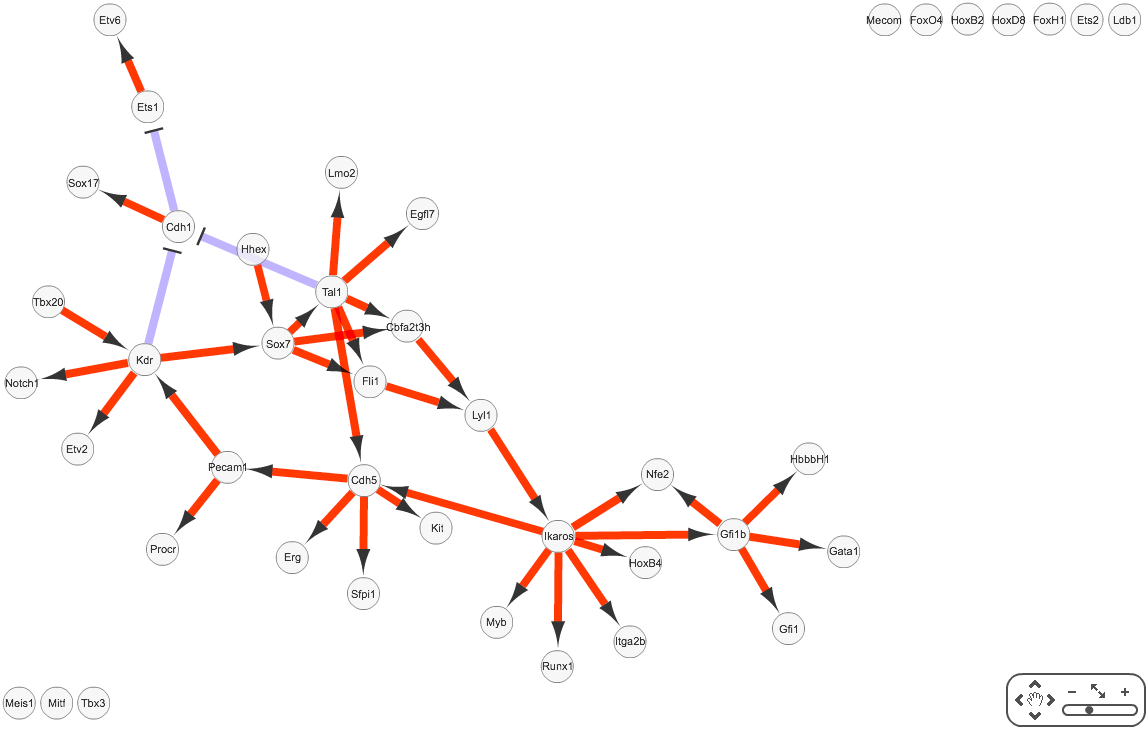 Etv6
Mecom FoxO4 HoxB2 HoxD8 FoxH1 Ets2 Ldb1
Ets1
Lmo2
Sox17
Egfl7
Cdh1
Hhex
Tal1
Tbx20
Cbfa2t3h
Sox7
Kdr
Notch1
Fli1
Lyl1
Etv2
HbbbH1
Pecam1
Nfe2
Cdh5
Kit
Ikaros
Gfi1b
Procr
Erg
Gata1
HoxB4
Sfpi1
Myb
Gfi1
Itga2b
Runx1
Meis1 Mitf Tbx3